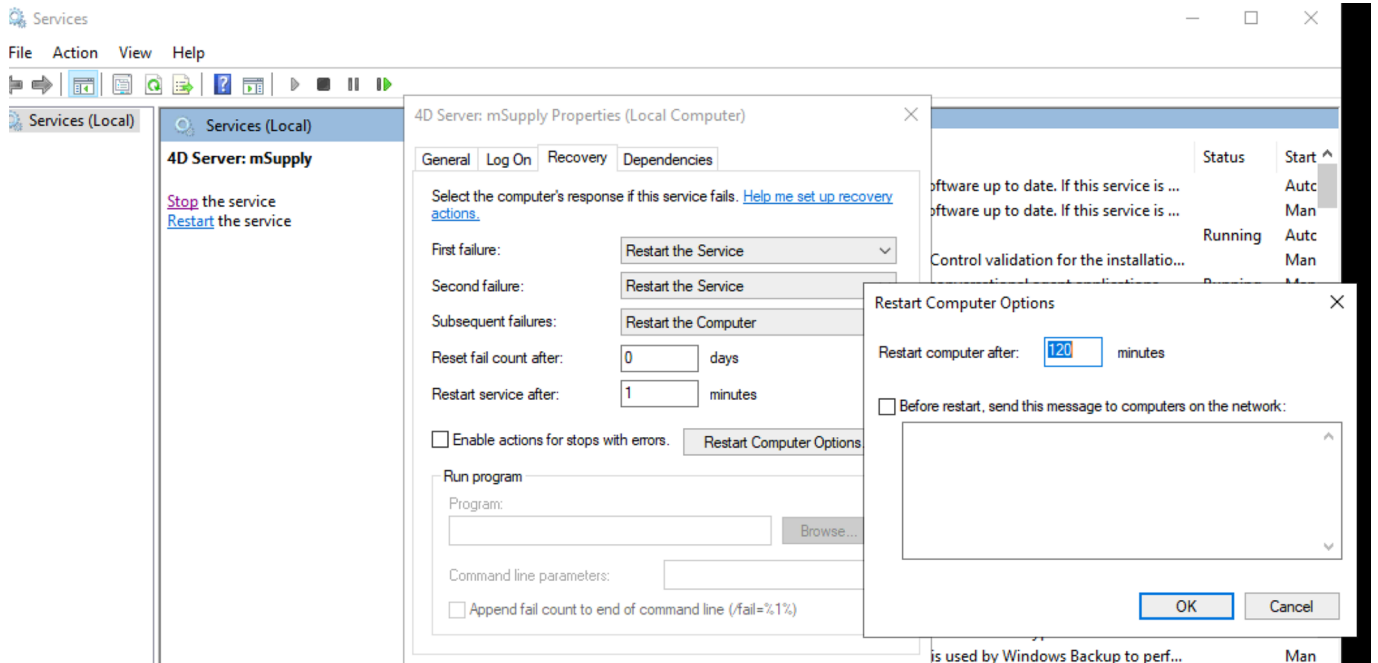 Services
File Action View Help
Services (Local)
Services (Local)
4D Server: mSupply
Stop the service
Restart the service
4D Server: mSupply Properties (Local Computer)
General Log On Recovery Dependencies
Select the computer's response if this service fails. Help me set up recovery
actions.
First failure: Restart the Service
Second failure: Restart the Service
Subsequent failures: Restart the Computer
Reset fail count after: 0 days
Restart service after: 1 minutes
Enable actions for stops with errors. Restart Computer Options.
Run program
Program:
Browse...
Command line parameters:
Append fail count to end of command line (/fail=%1%)
Status Start
oftware up to date. If this service is ... Autc
oftware up to date. If this service is ... Man
Running Autc
Control validation for the installatio... Man
Restart Computer Options
Restart computer after: 120 minutes
Before restart, send this message to computers on the network:
OK Cancel
is used by Windows Backup to perf... Man